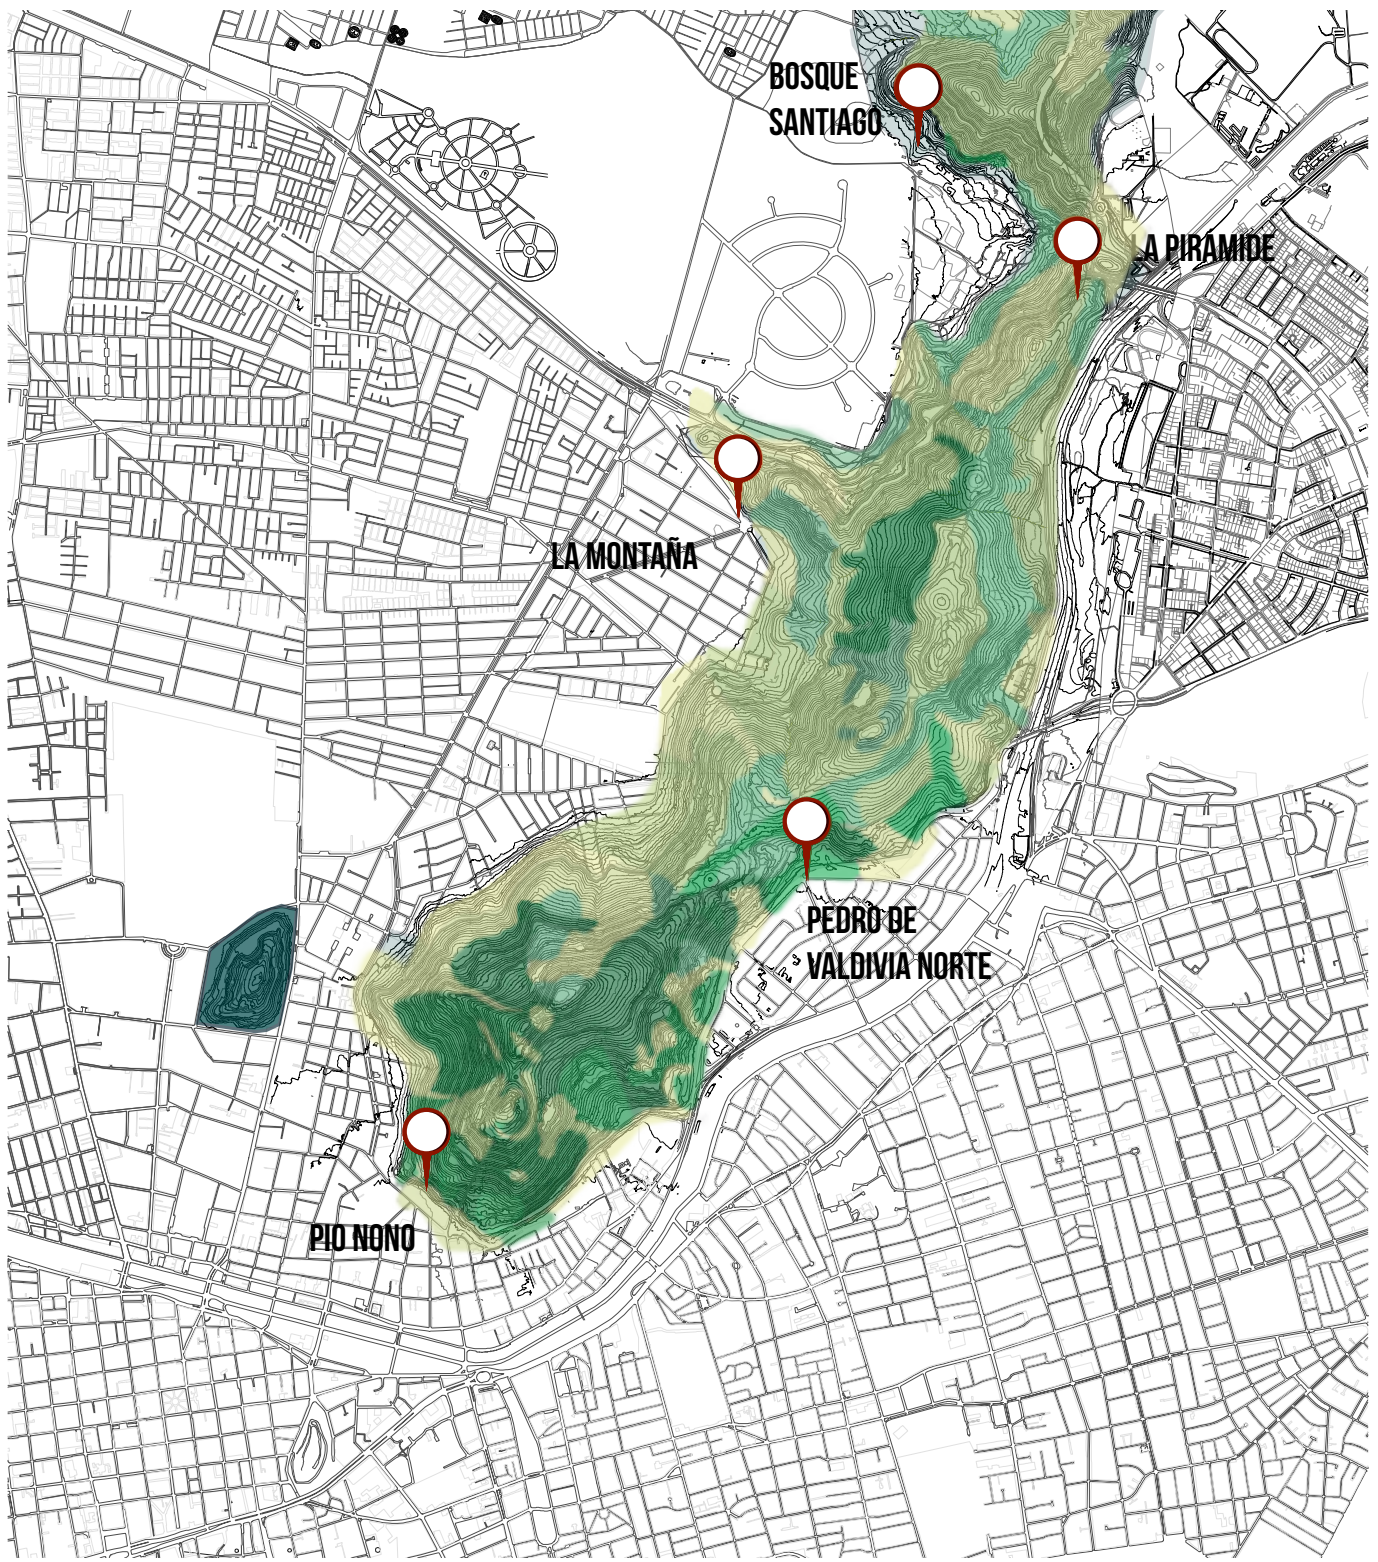 BOSQUE
SANTIAGO
LA PIRÁMIDE
LA MONTAÑA
PEDRO DE
VALDIVIA NORTE
PIO NONO